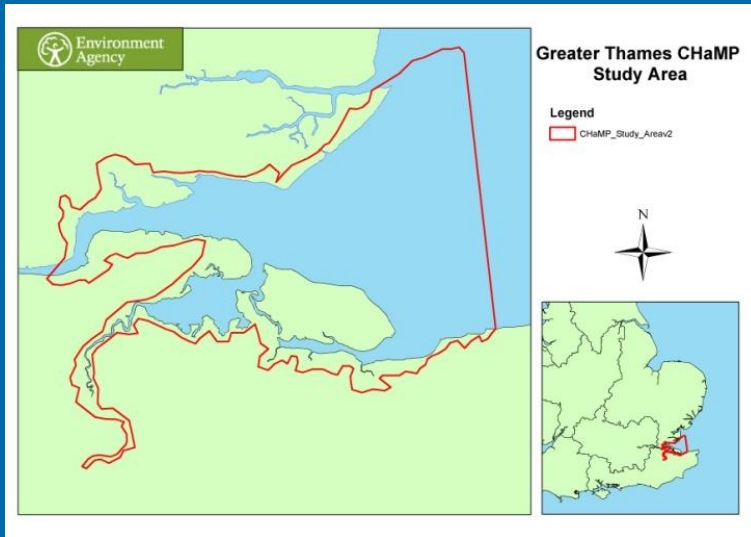 Environment
Agency
Greater Thames CHaMP
Study Area
Legend
CHaMP_Study_Areav2
N